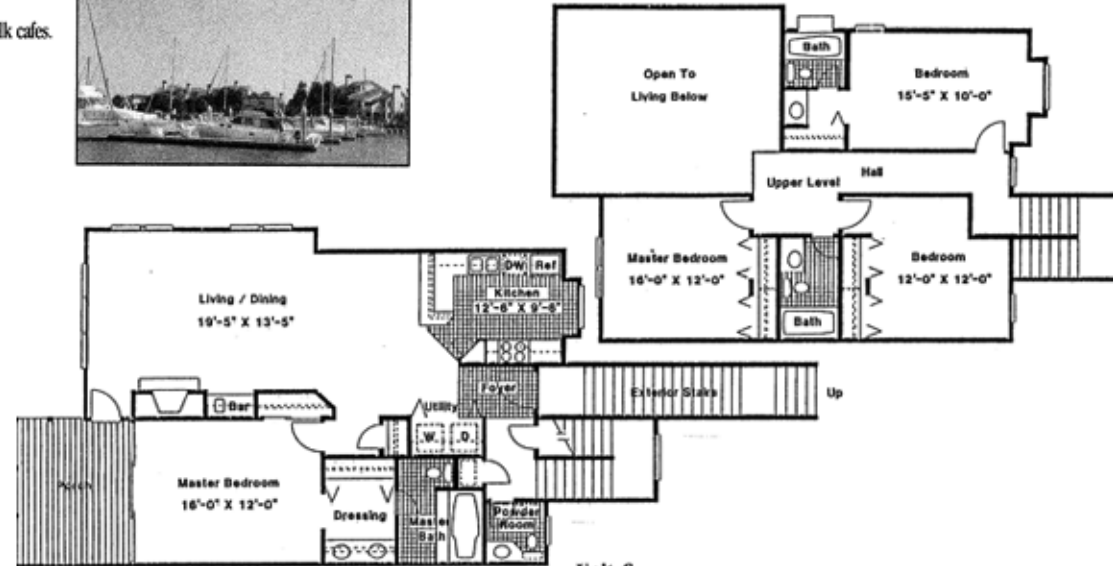 lk cafes.
Open To
Living Below
Bath
Bedroom
15'-5" X 10'-0"
Upper Level
Hall
Master Bedroom
16'-0" X 12'-0"
Bedroom
12'-0" X 12'-0"
Bath
Living / Dining
19'-5" X 13'-5"
DW
Ref
Kitchen
12'-6" X 9'-6"
Foyer
Exterior Stairs
Up
Bar
Utility
W
D
Porch
Master Bedroom
16'-0" X 12'-0"
Dressing
Master
Bath
Powder
Room